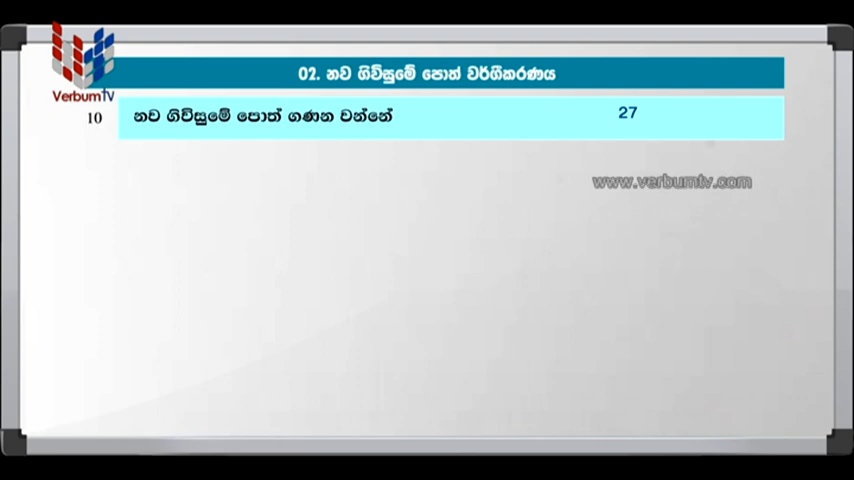 02. නව ගිවිසුමේ පොත් වර්ගීකරණය
VerbumTV
10 නව ගිවිසුමේ පොත් ගණන වන්නේ 27
www.verbumtv.com